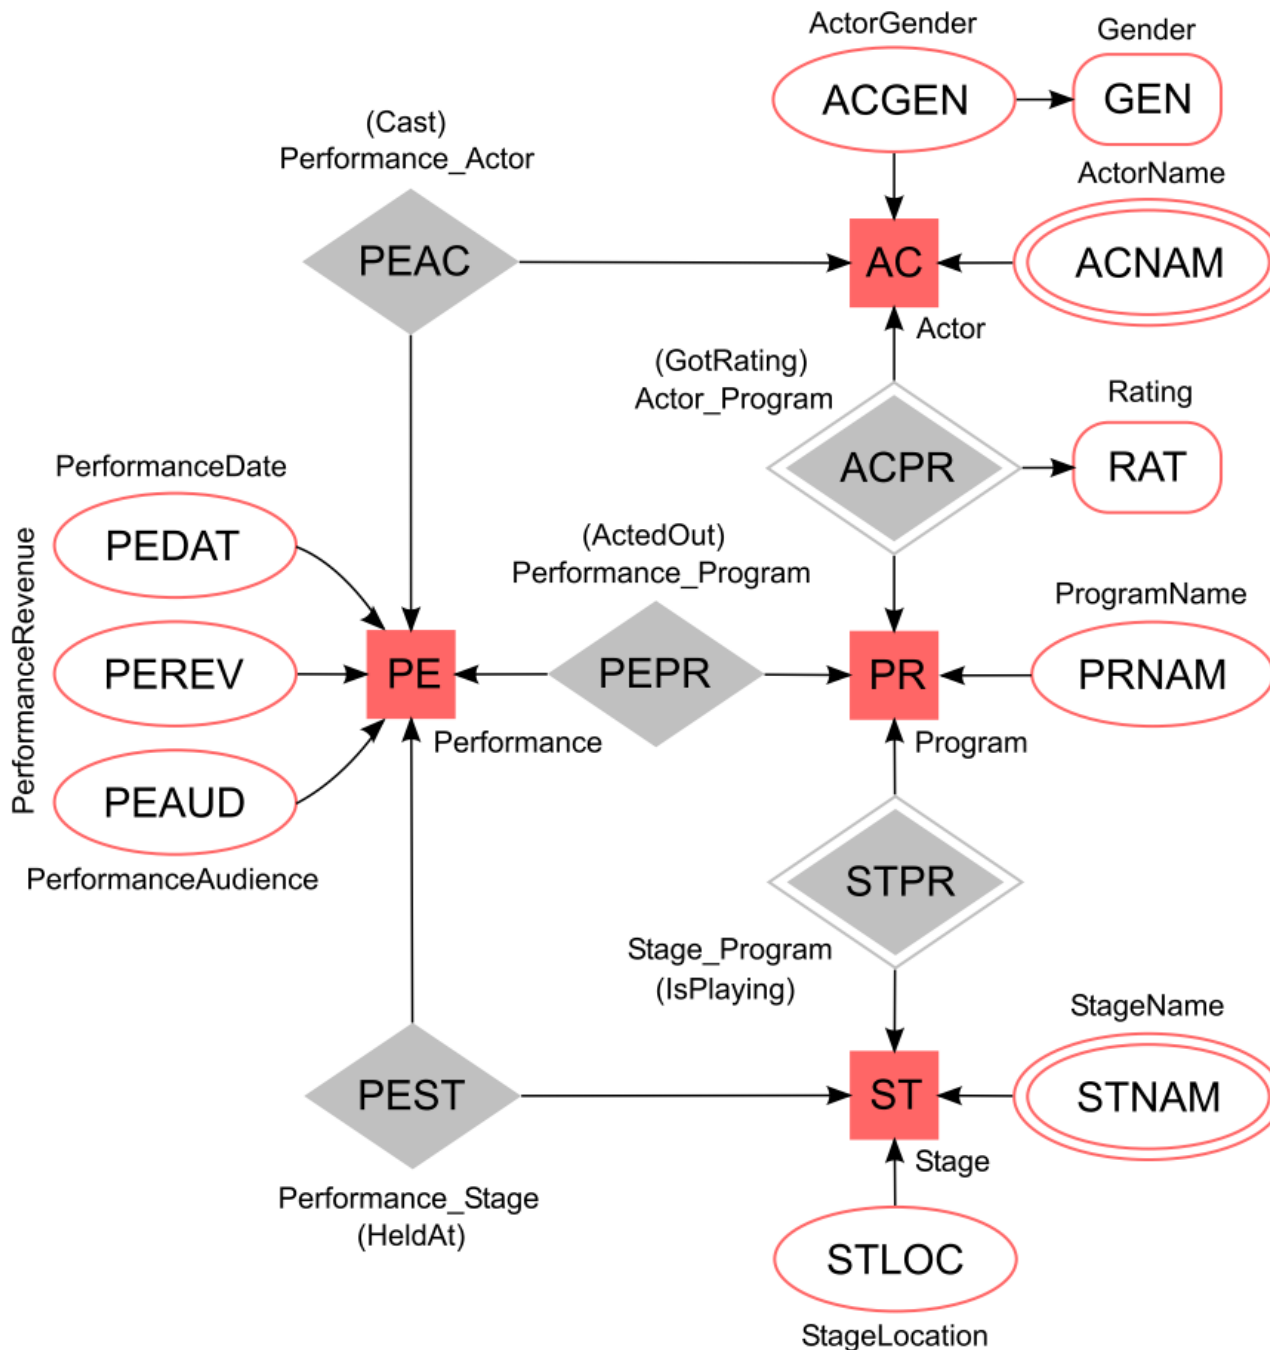 ActorGender
Gender
ACGEN
GEN
(Cast)
Performance_Actor
ActorName
PEAC
AC
ACNAM
Actor
(GotRating)
Actor_Program
Rating
ACPR
RAT
PerformanceDate
PEDAT
PerformanceRevenue
(ActedOut)
Performance_Program
ProgramName
PEREV
PE
PEPR
PR
PRNAM
Performance
Program
PEAUD
PerformanceAudience
STPR
Stage_Program
(IsPlaying)
StageName
PEST
ST
STNAM
Stage
Performance_Stage
(HeldAt)
STLOC
StageLocation